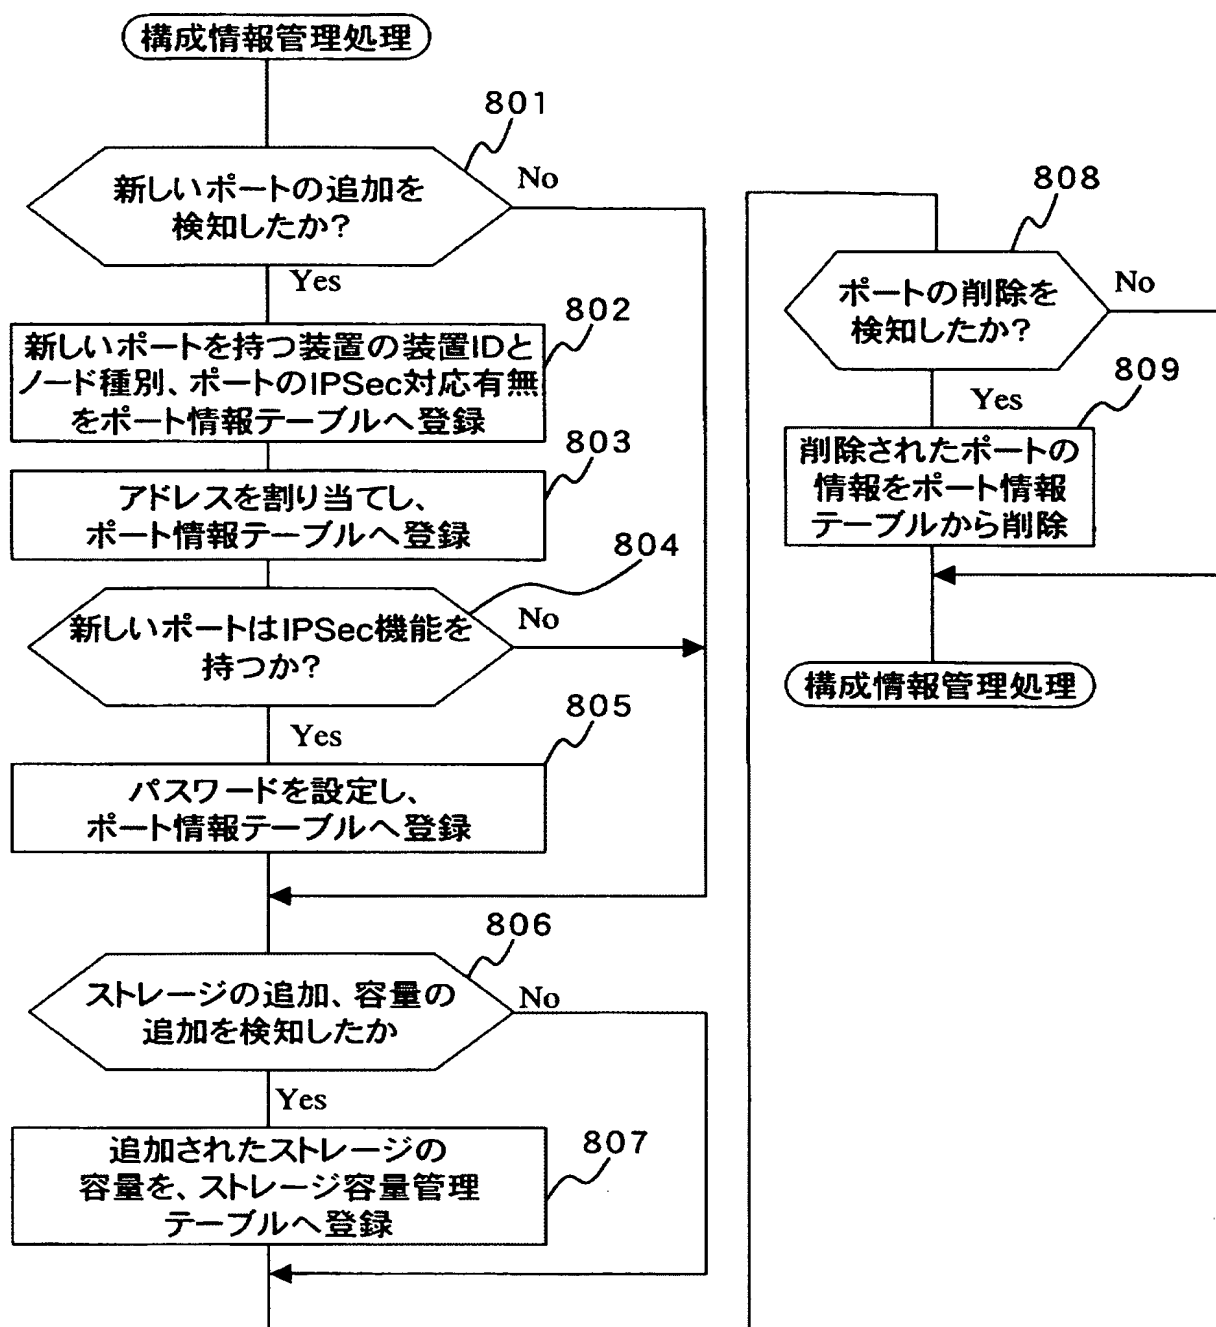 構成情報管理処理
801
新しいポートの追加を
検知したか?
No
Yes
802
新しいポートを持つ装置の装置IDと
ノード種別、ポートのIPSec対応有無
をポート情報テーブルへ登録
803
アドレスを割り当てし、
ポート情報テーブルへ登録
804
新しいポートはIPSec機能を
持つか?
No
Yes
805
パスワードを設定し、
ポート情報テーブルへ登録
806
ストレージの追加、容量の
追加を検知したか
No
Yes
807
追加されたストレージの
容量を、ストレージ容量管理
テーブルへ登録
808
ポートの削除を
検知したか?
No
Yes
809
削除されたポートの
情報をポート情報
テーブルから削除
構成情報管理処理